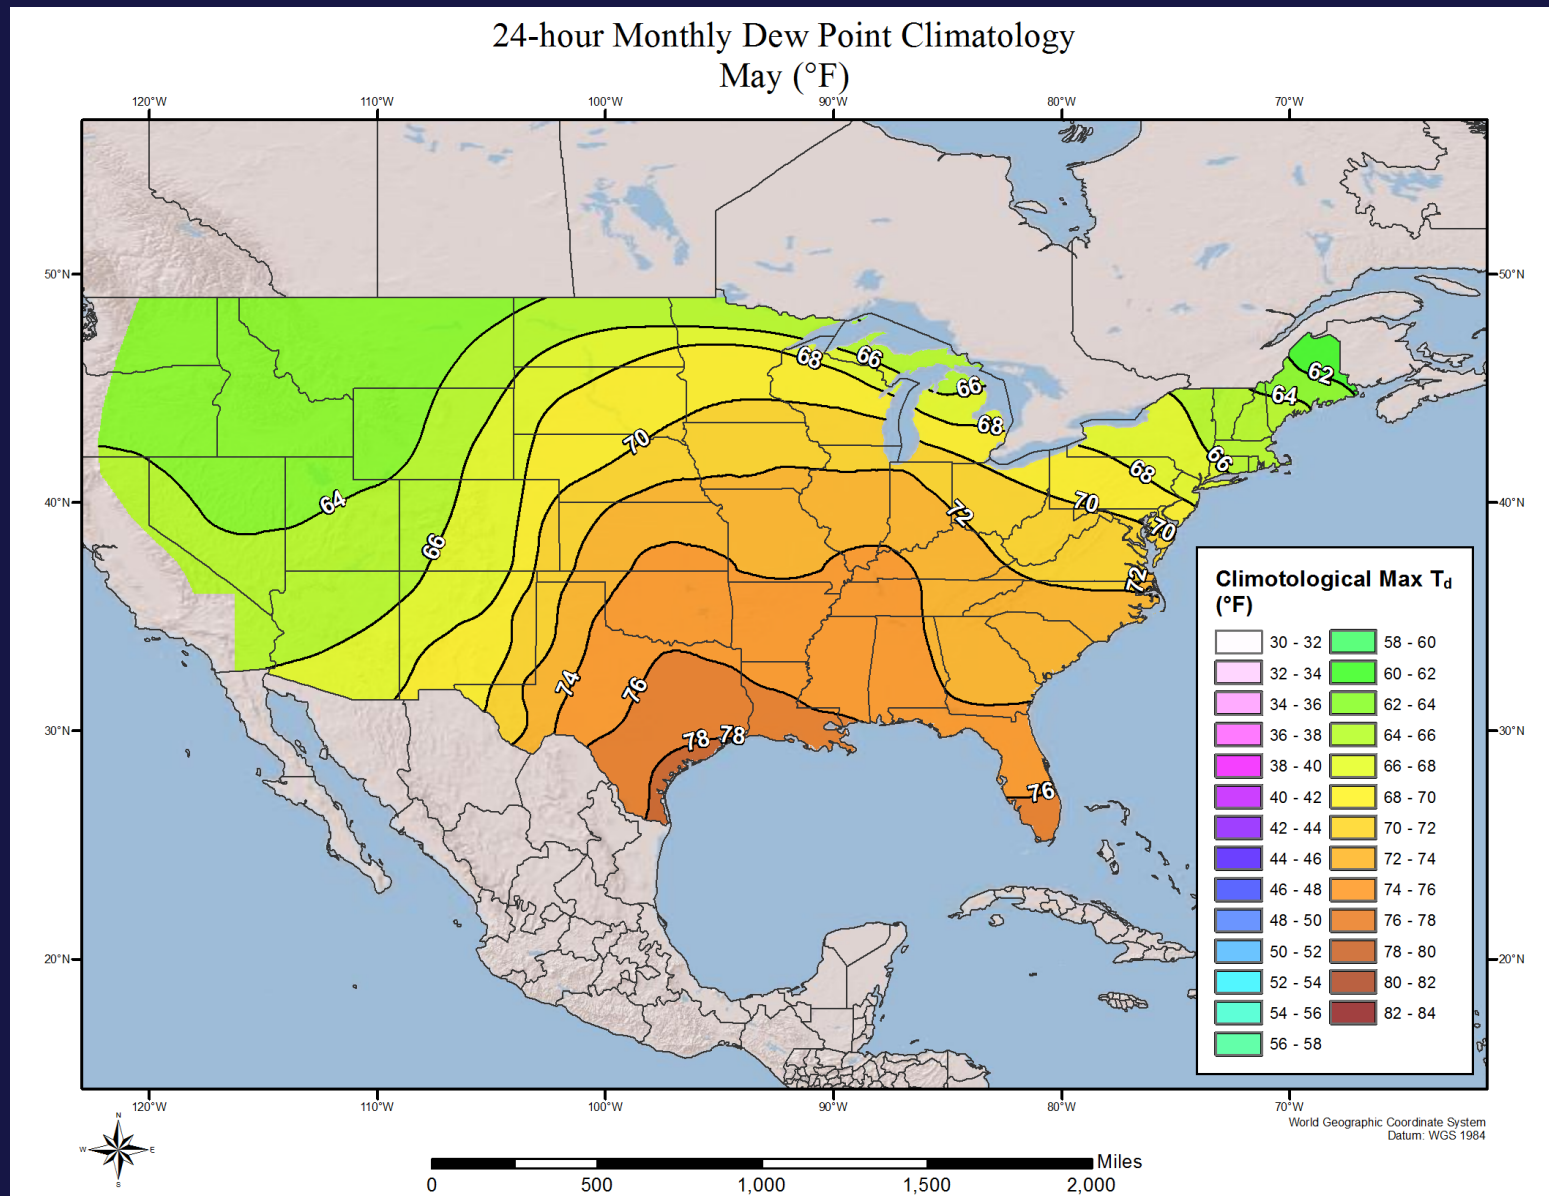 24-hour Monthly Dew Point Climatology
May (°F)
120°W 110°W 100°W 90°W 80°W 70°W
50°N 50°N
68 66
66
62
64
70
68
66
68
64
72
70
70
40°N 40°N
66
72
74
76
30°N 30°N
78 78
76
20°N 20°N
Climotological Max Td
(°F)
30 - 32 58 - 60
32 - 34 60 - 62
34 - 36 62 - 64
36 - 38 64 - 66
38 - 40 66 - 68
40 - 42 68 - 70
42 - 44 70 - 72
44 - 46 72 - 74
46 - 48 74 - 76
48 - 50 76 - 78
50 - 52 78 - 80
52 - 54 80 - 82
54 - 56 82 - 84
56 - 58
120°W 110°W 100°W 90°W 80°W 70°W
N
W E
S
World Geographic Coordinate System
Datum: WGS 1984
Miles
0 500 1,000 1,500 2,000